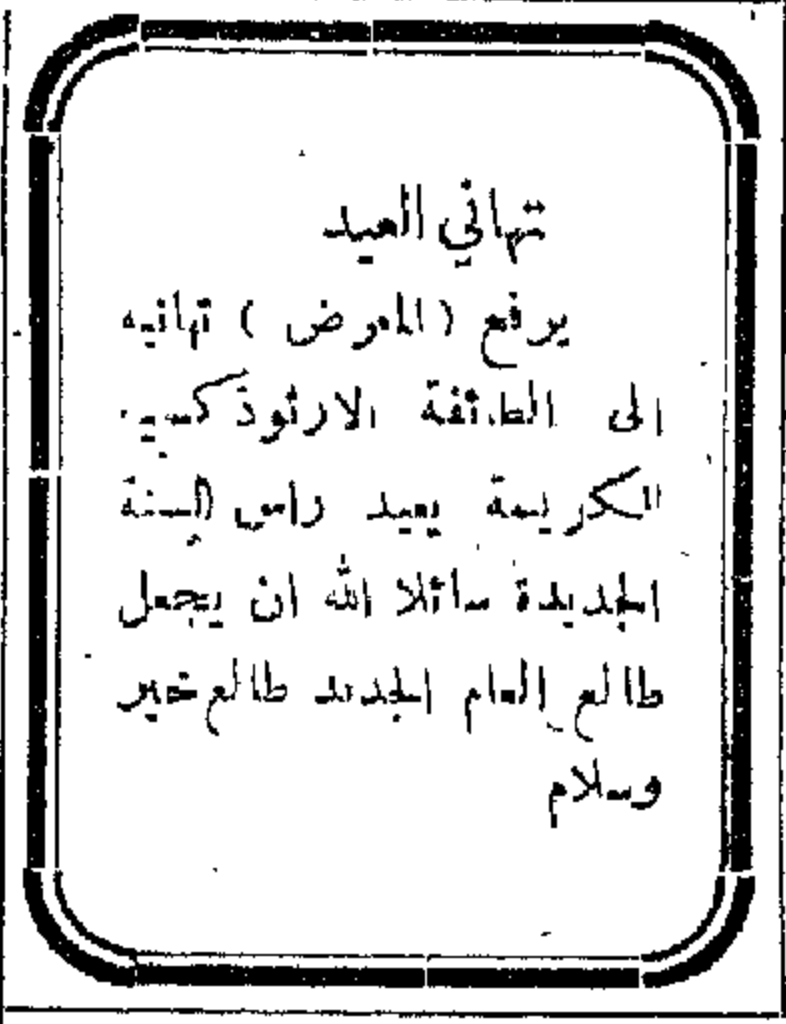 تهاني العيد
يرفع ( المعرض ) تهانيه
الى الطائفة الارثوذكسية
الكريمة بعيد راس السنة
الجديدة سائلا الله ان يجعل
طالع العام الجديد طالع خير
وسلام